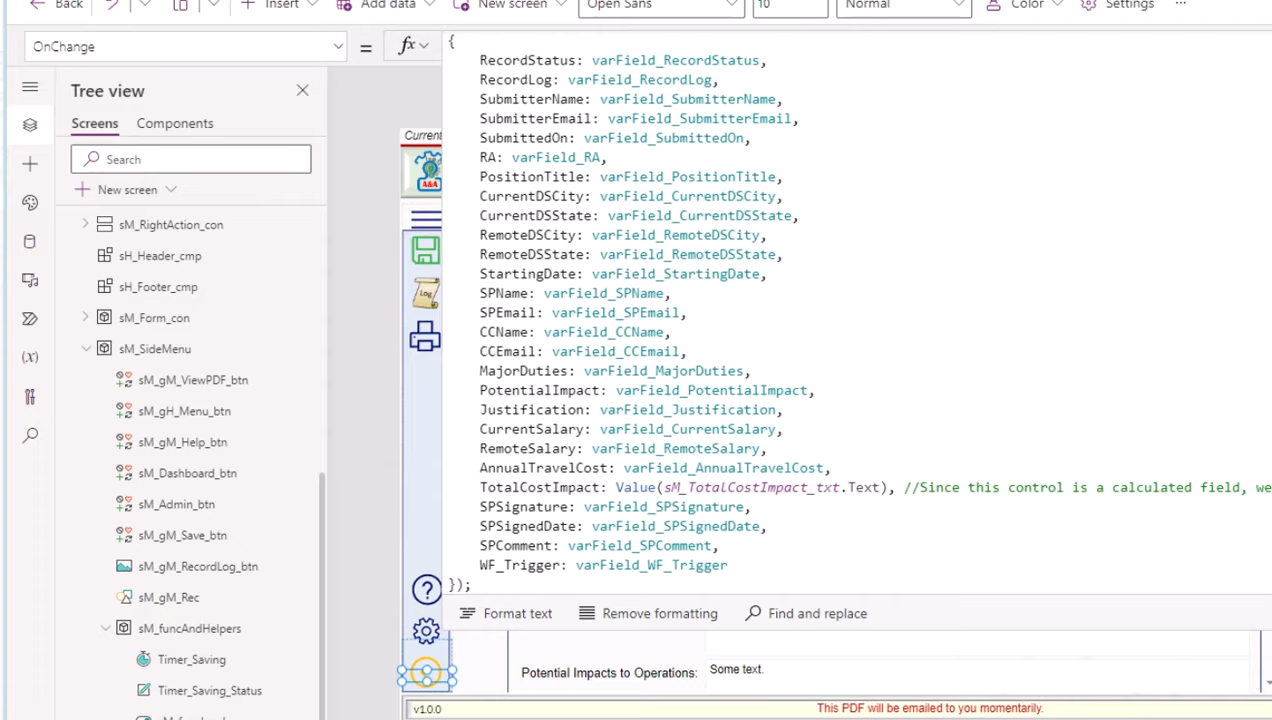 Back
Insert
Add data
New screen
Open Sans
10
Normal
Color
Settings
OnChange
=
fx
Tree view
Screens
Components
Search
New screen
sM_RightAction_con
sH_Header_cmp
sH_Footer_cmp
sM_Form_con
sM_SideMenu
sM_gM_ViewPDF_btn
sM_gH_Menu_btn
sM_gM_Help_btn
sM_Dashboard_btn
sM_Admin_btn
sM_gM_Save_btn
sM_gM_RecordLog_btn
sM_gM_Rec
sM_funcAndHelpers
Timer_Saving
Timer_Saving_Status
Current
A&A
Log
{
RecordStatus: varField_RecordStatus,
RecordLog: varField_RecordLog,
SubmitterName: varField_SubmitterName,
SubmitterEmail: varField_SubmitterEmail,
SubmittedOn: varField_SubmittedOn,
RA: varField_RA,
PositionTitle: varField_PositionTitle,
CurrentDSCity: varField_CurrentDSCity,
CurrentDSState: varField_CurrentDSState,
RemoteDSCity: varField_RemoteDSCity,
RemoteDSState: varField_RemoteDSState,
StartingDate: varField_StartingDate,
SPName: varField_SPName,
SPEmail: varField_SPEmail,
CCName: varField_CCName,
CCEmail: varField_CCEmail,
MajorDuties: varField_MajorDuties,
PotentialImpact: varField_PotentialImpact,
Justification: varField_Justification,
CurrentSalary: varField_CurrentSalary,
RemoteSalary: varField_RemoteSalary,
AnnualTravelCost: varField_AnnualTravelCost,
TotalCostImpact: Value(sM_TotalCostImpact_txt.Text), //Since this control is a calculated field, we
SPSignature: varField_SPSignature,
SPSignedDate: varField_SPSignedDate,
SPComment: varField_SPComment,
WF_Trigger: varField_WF_Trigger
});
Format text
Remove formatting
Find and replace
Potential Impacts to Operations:
Some text.
v1.0.0
This PDF will be emailed to you momentarily.